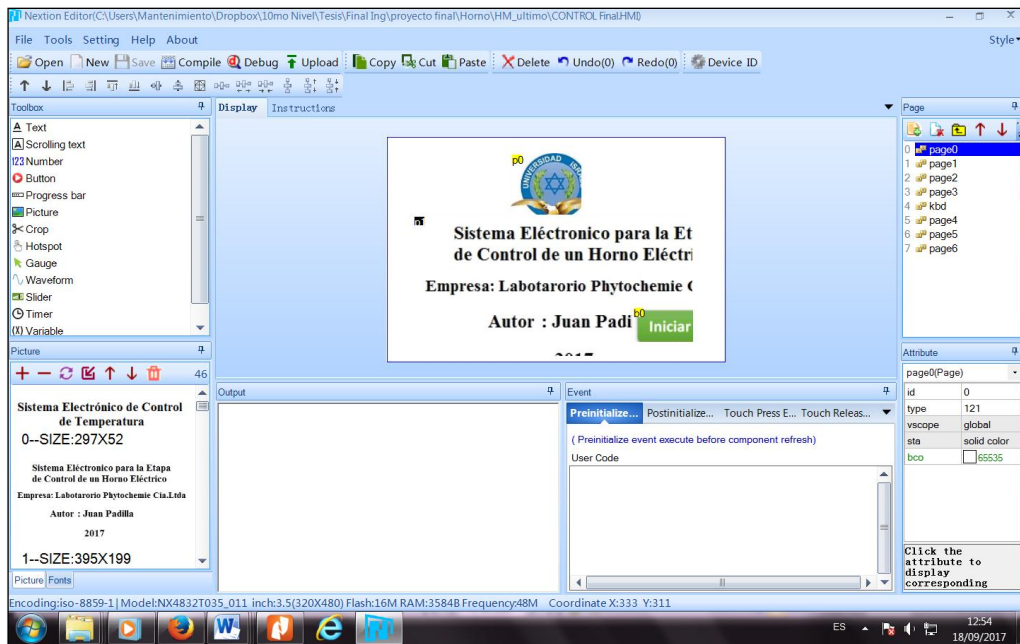 Nextion Editor(C:\Users\Mantenimiento\Dropbox\10mo Nivel\Tesis\Final Ing\proyecto final\Horno\HM_ultimo\CONTROL Final.HMI)
File Tools Setting Help About
Style
Open New Save Compile Debug Upload Copy Cut Paste Delete Undo(0) Redo(0) Device ID
Toolbox
A Text
A Scrolling text
123 Number
Button
Progress bar
Picture
Crop
Hotspot
Gauge
Waveform
Slider
Timer
(X) Variable
Picture
46
Sistema Electrónico de Control
de Temperatura
0--SIZE:297X52
Sistema Eléctronico para la Etapa
de Control de un Horno Eléctrico
Empresa: Labotarorio Phytochemie Cia.Ltda
Autor : Juan Padilla
2017
1--SIZE:395X199
Picture Fonts
Display Instructions
p0
UNIVERSIDAD ISR
Sistema Eléctronico para la Et
de Control de un Horno Eléctri
Empresa: Labotarorio Phytochemie C
Autor : Juan Padi
b0
Iniciar
2017
Output
Event
Preinitialize... Postinitialize... Touch Press E... Touch Releas...
( Preinitialize event execute before component refresh)
User Code
Page
0 page0
1 page1
2 page2
3 page3
4 kbd
5 page4
6 page5
7 page6
Attribute
page0(Page)
id 0
type 121
vscope global
sta solid color
bco 65535
Click the
attribute to
display
corresponding
Encoding:iso-8859-1 Model:NX4832T035_011 inch:3.5(320X480) Flash:16M RAM:3584B Frequency:48M Coordinate X:333 Y:311
ES
12:54
18/09/2017